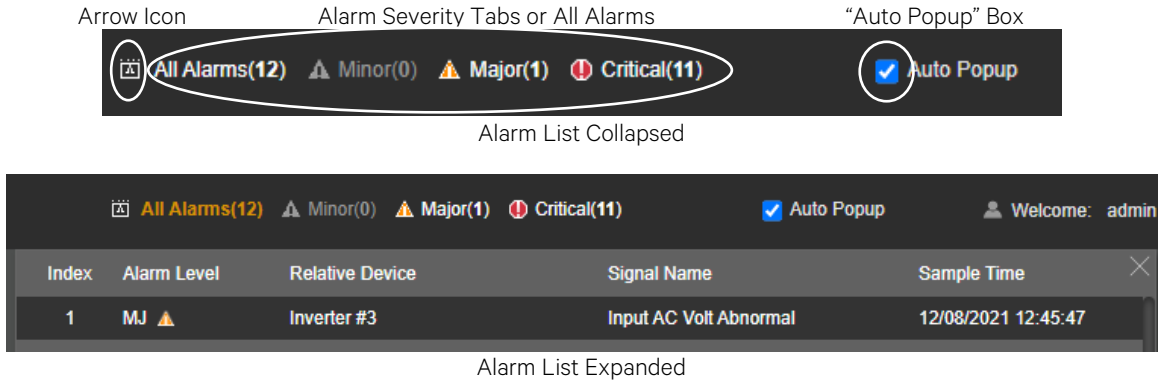 Arrow Icon Alarm Severity Tabs or All Alarms “Auto Popup” Box
All Alarms(12) Minor(0) Major(1) Critical(11) Auto Popup
Alarm List Collapsed
All Alarms(12) Minor(0) Major(1) Critical(11) Auto Popup Welcome: admin
Index Alarm Level Relative Device Signal Name Sample Time
1 MJ Inverter #3 Input AC Volt Abnormal 12/08/2021 12:45:47
Alarm List Expanded